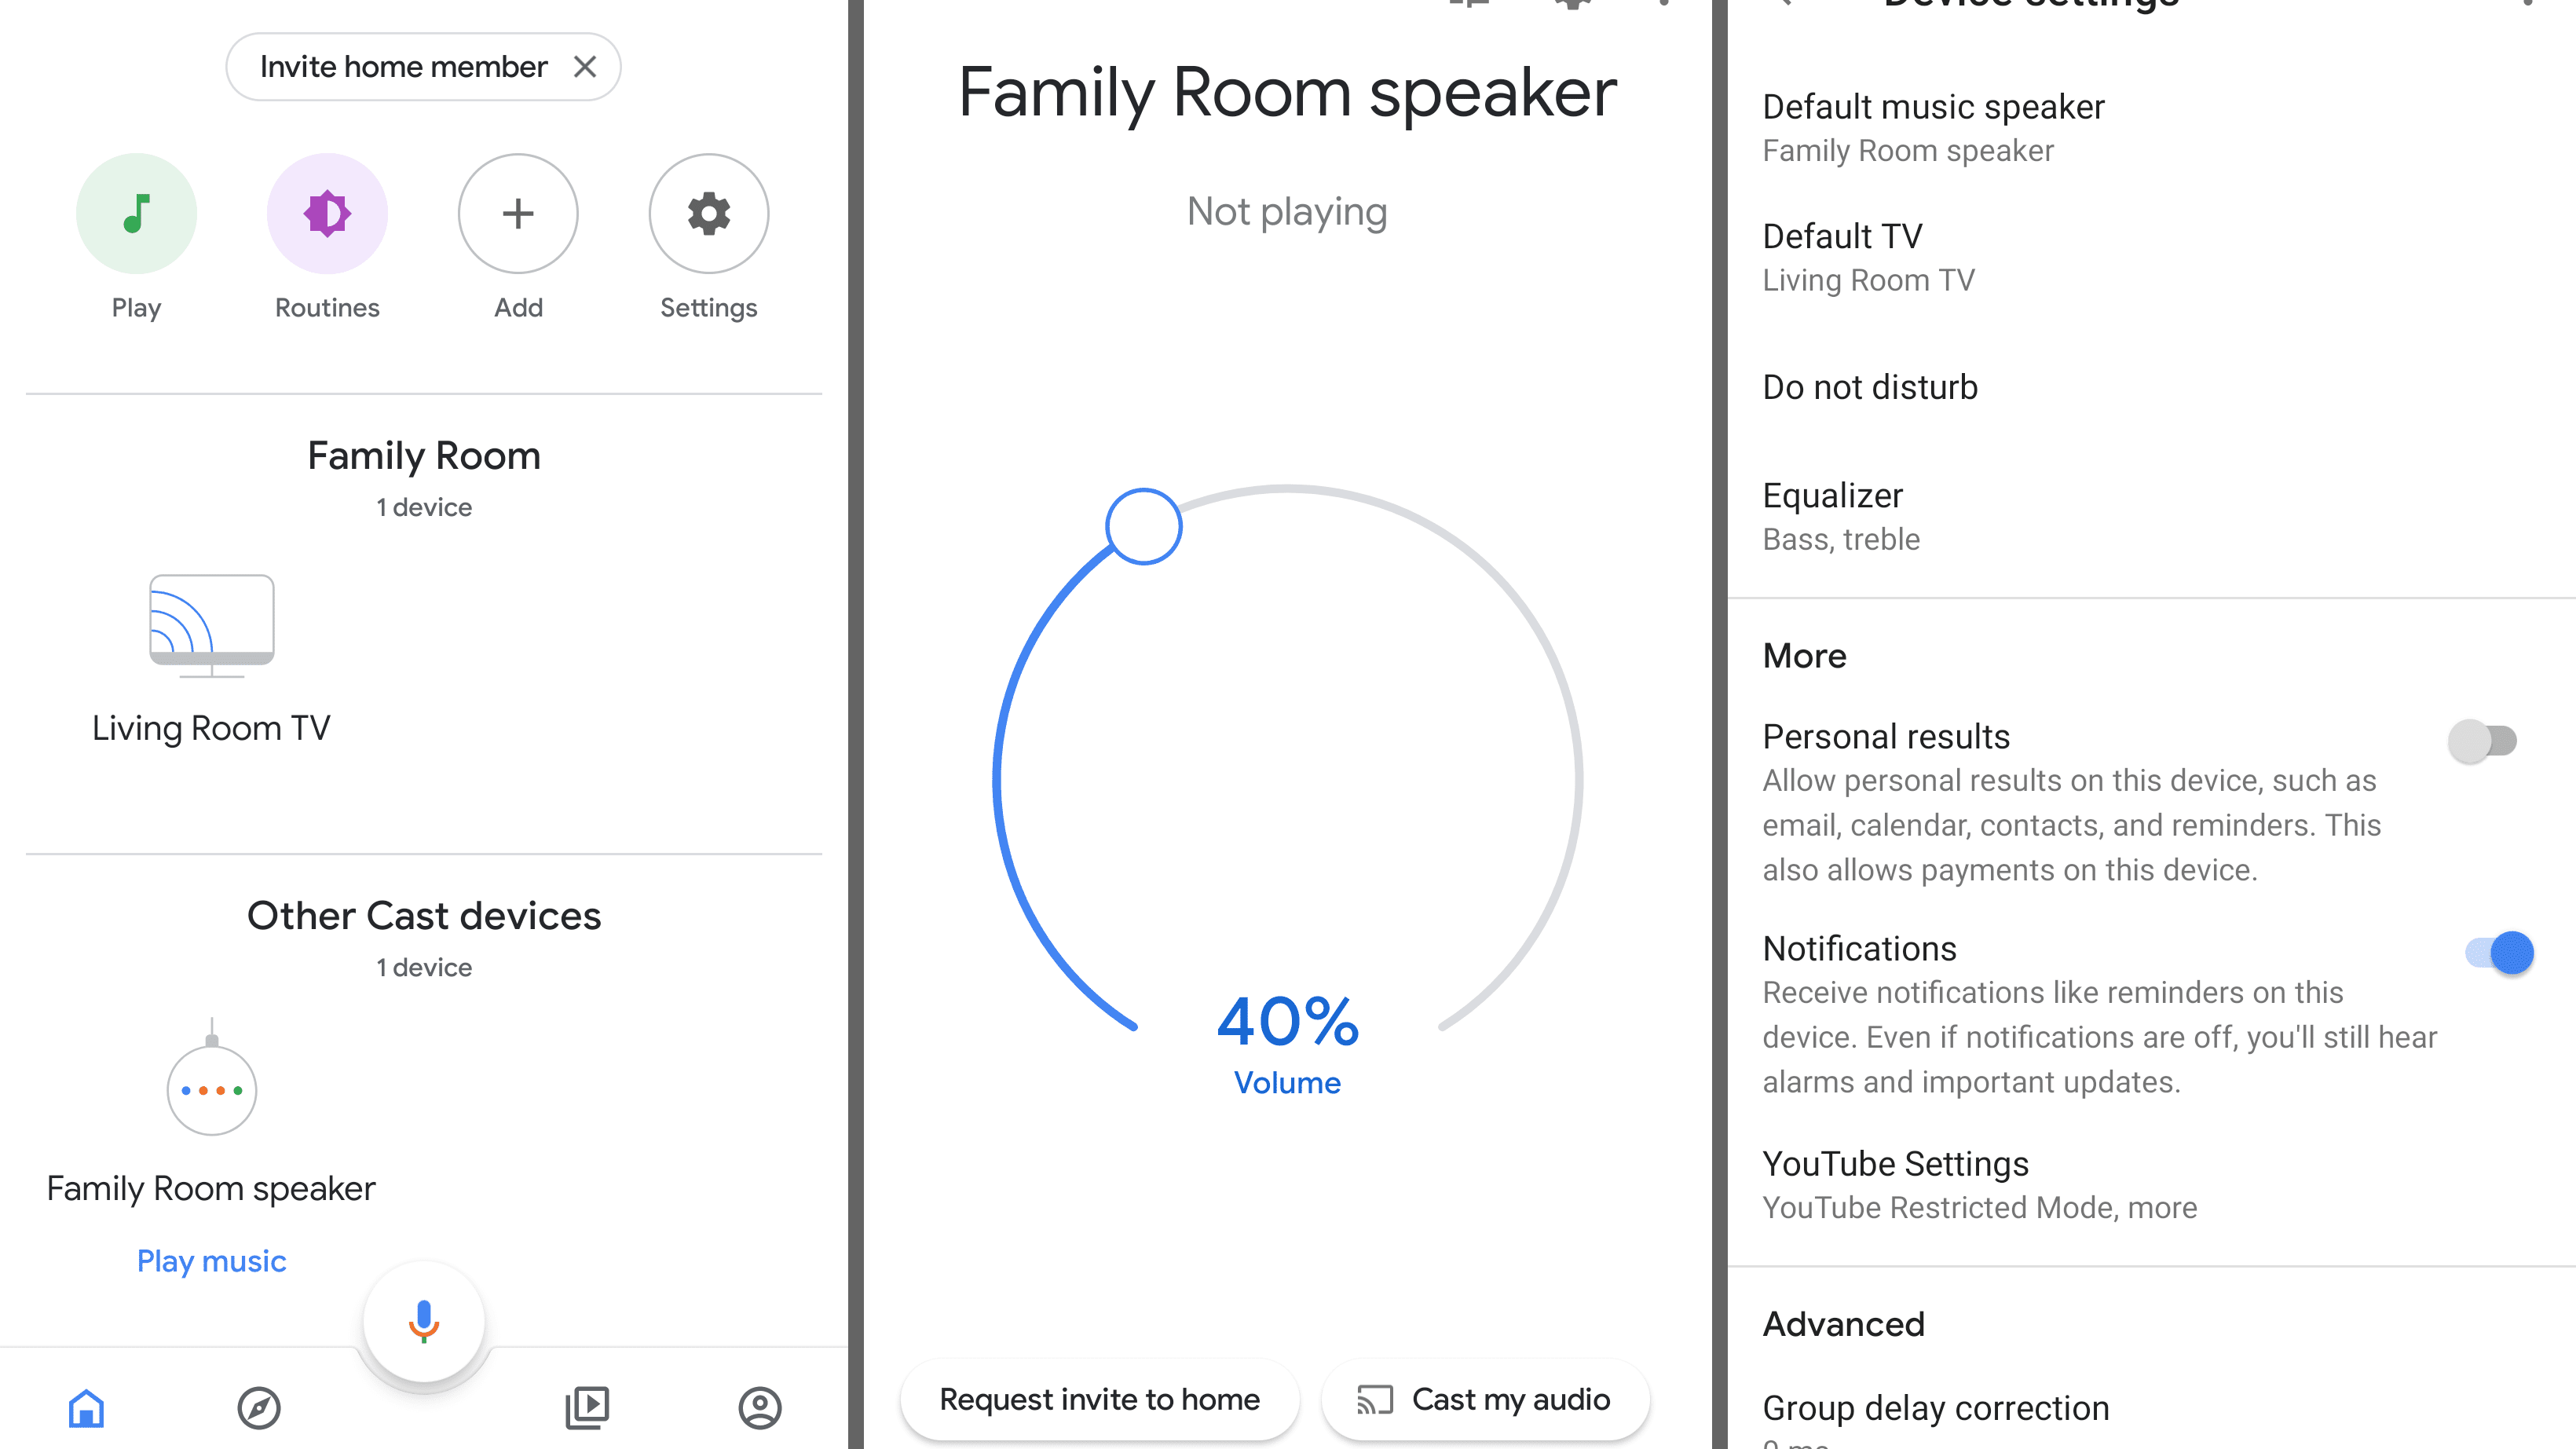 Invite home member
Play
Routines
Add
Settings
Family Room
1 device
Living Room TV
Other Cast devices
1 device
Family Room speaker
Play music
Family Room speaker
Not playing
40%
Volume
Request invite to home
Cast my audio
Device settings
Default music speaker
Family Room speaker
Default TV
Living Room TV
Do not disturb
Equalizer
Bass, treble
More
Personal results
Allow personal results on this device, such as
email, calendar, contacts, and reminders. This
also allows payments on this device.
Notifications
Receive notifications like reminders on this
device. Even if notifications are off, you'll still hear
alarms and important updates.
YouTube Settings
YouTube Restricted Mode, more
Advanced
Group delay correction